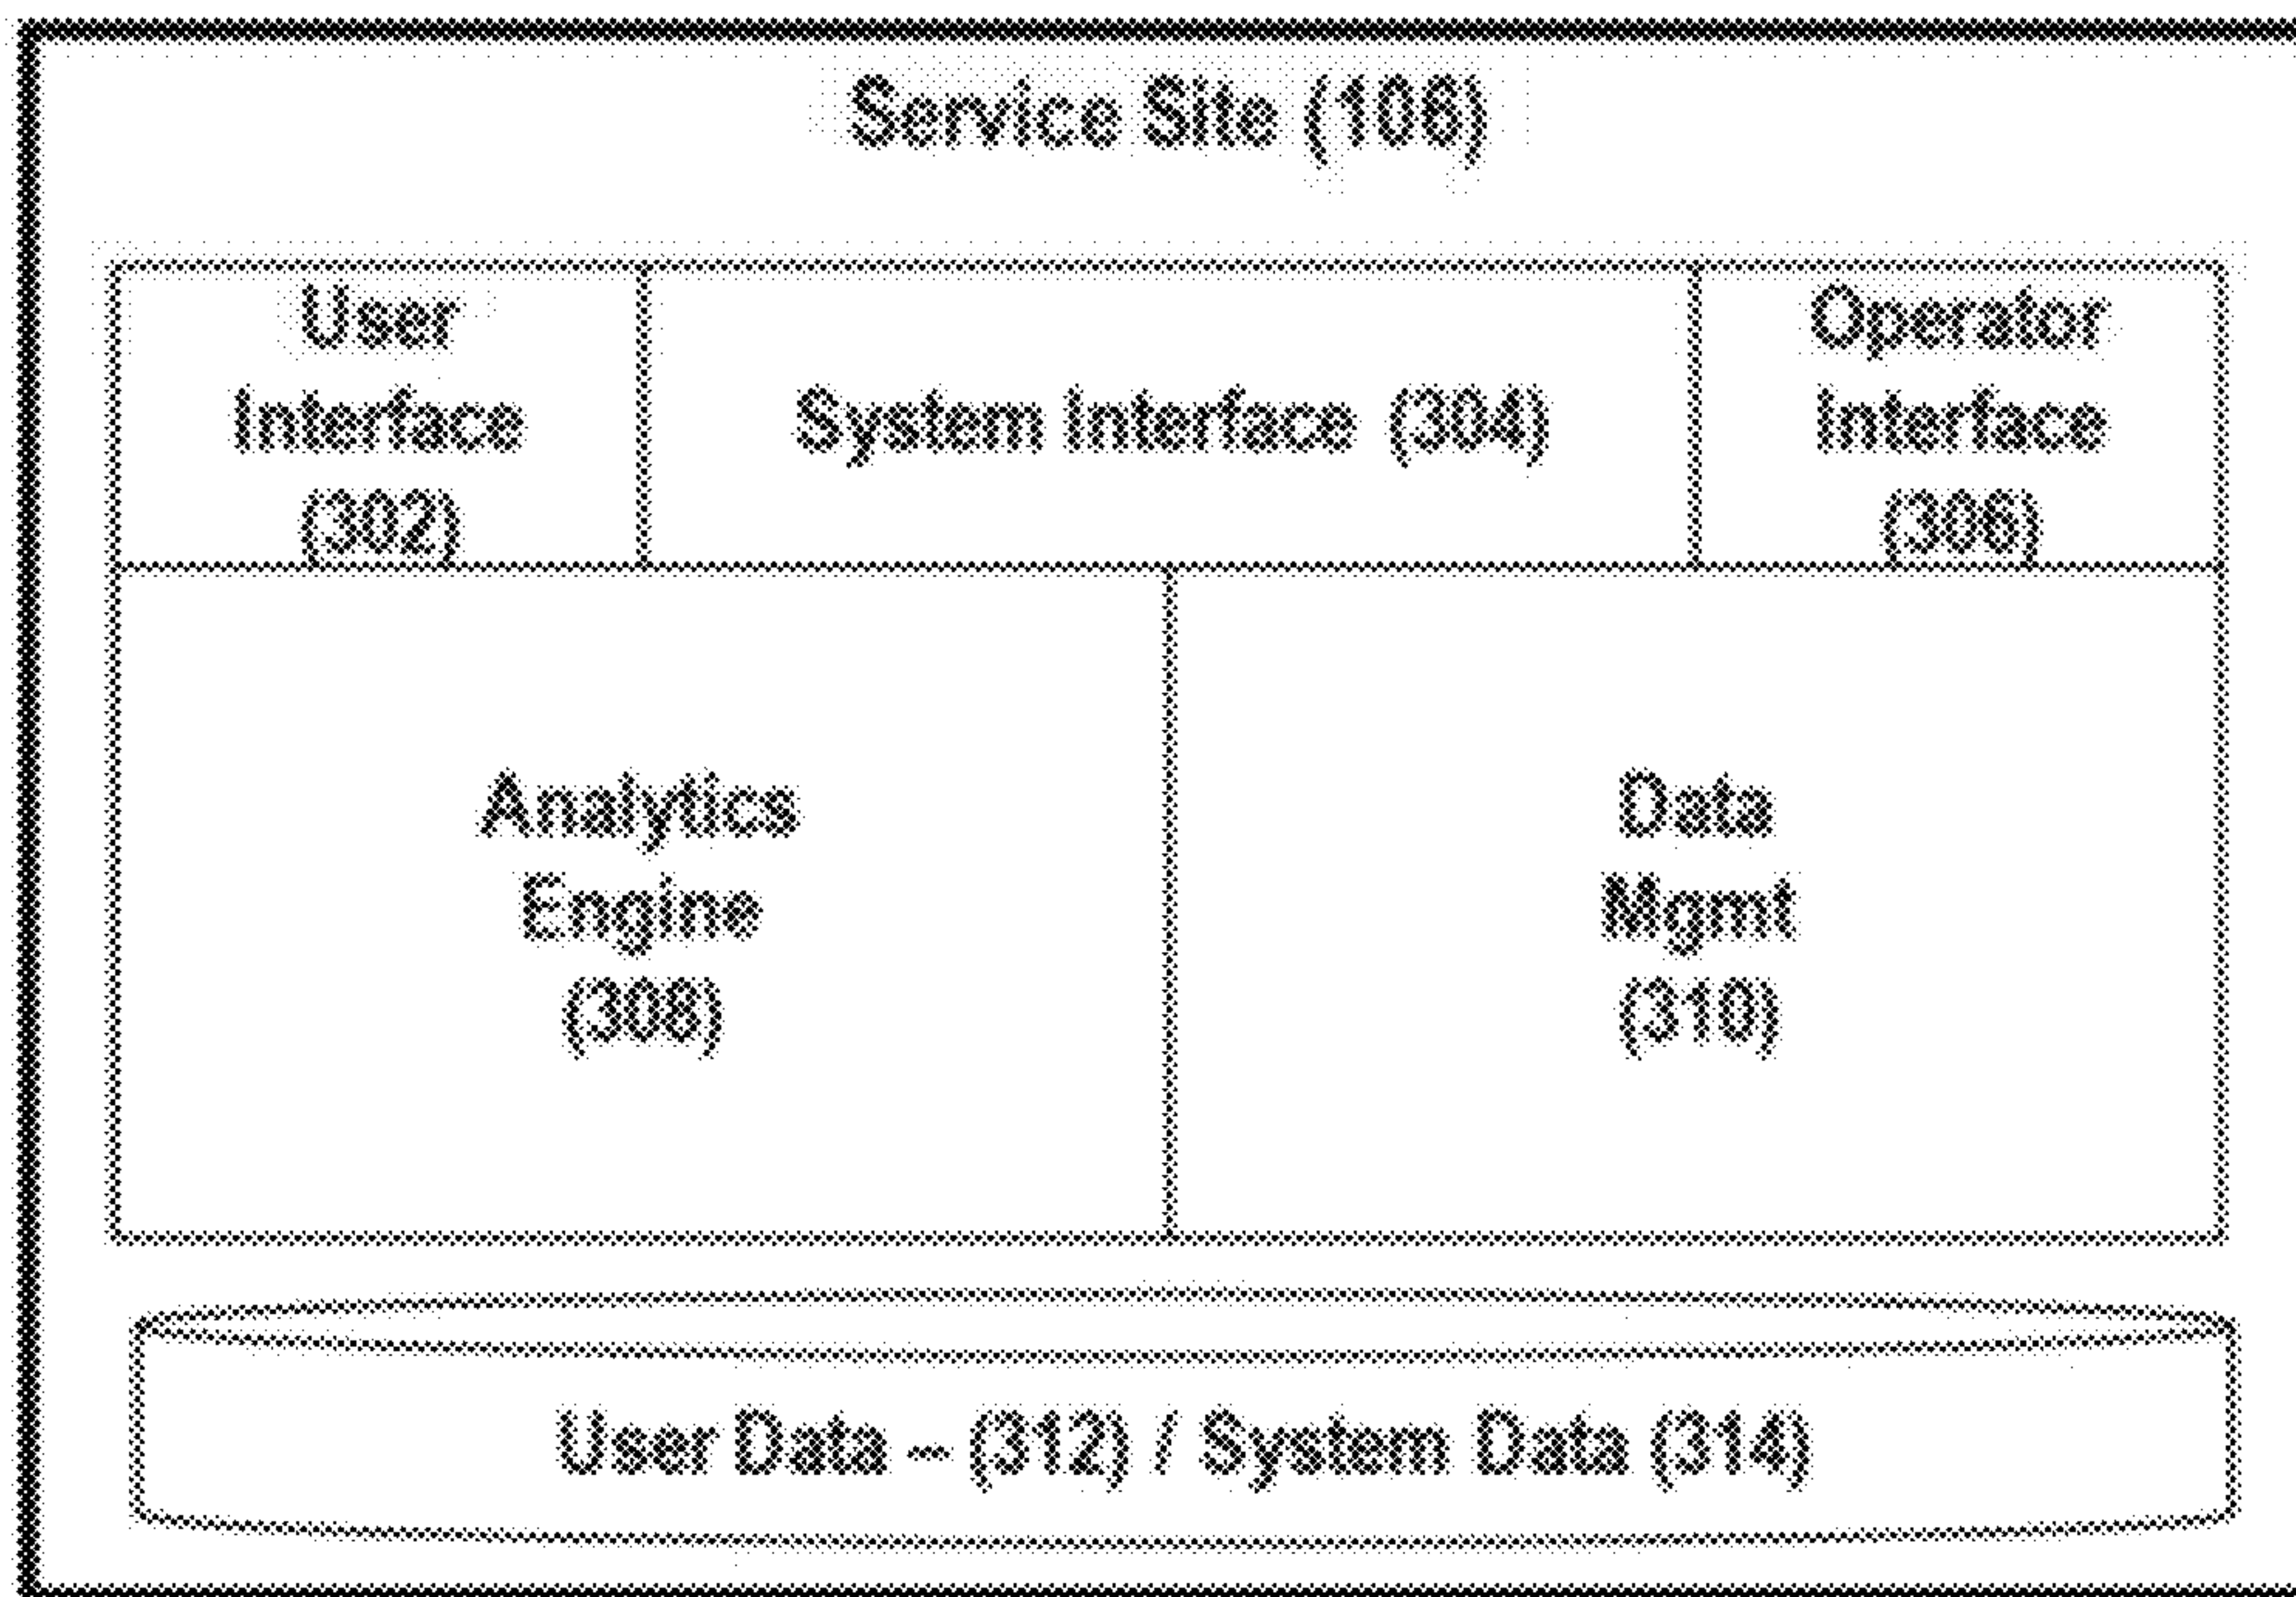 Service Site (106)
User
Interface
(302)
System Interface (304)
Operator
Interface
(306)
Analytics
Engine
(308)
Data
Mgmt
(310)
User Data – (312) / System Data (314)